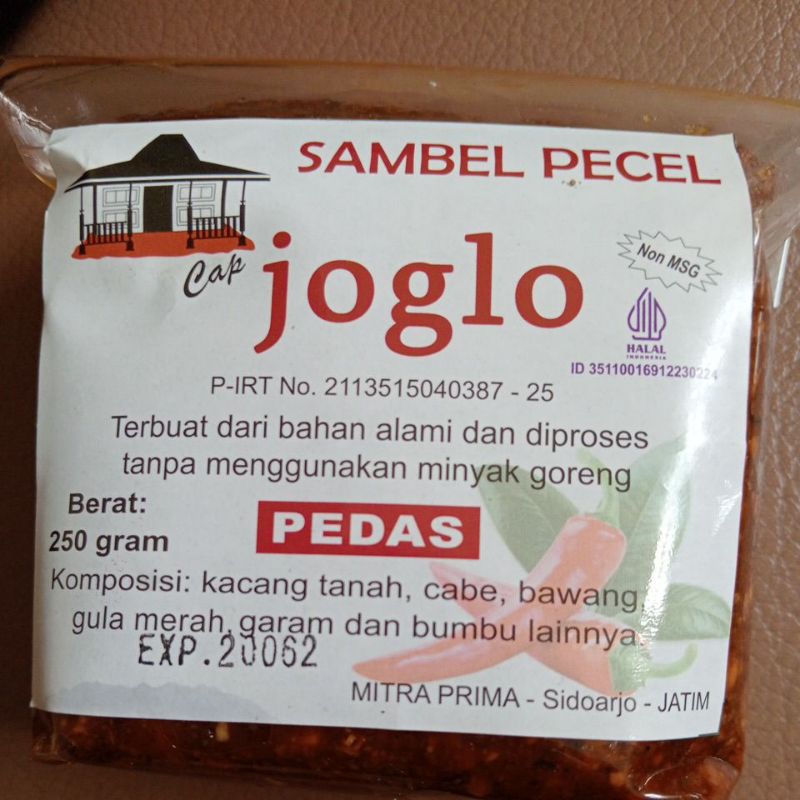 SAMBEL PECEL
Cap joglo
Non MSG
HALAL
INDONESIA
ID 35110016912230224
P-IRT No. 2113515040387 - 25
Terbuat dari bahan alami dan diproses
tanpa menggunakan minyak goreng
Berat:
250 gram
PEDAS
Komposisi: kacang tanah, cabe, bawang,
gula merah, garam dan bumbu lainnya.
EXP.20062
MITRA PRIMA - Sidoarjo - JATIM